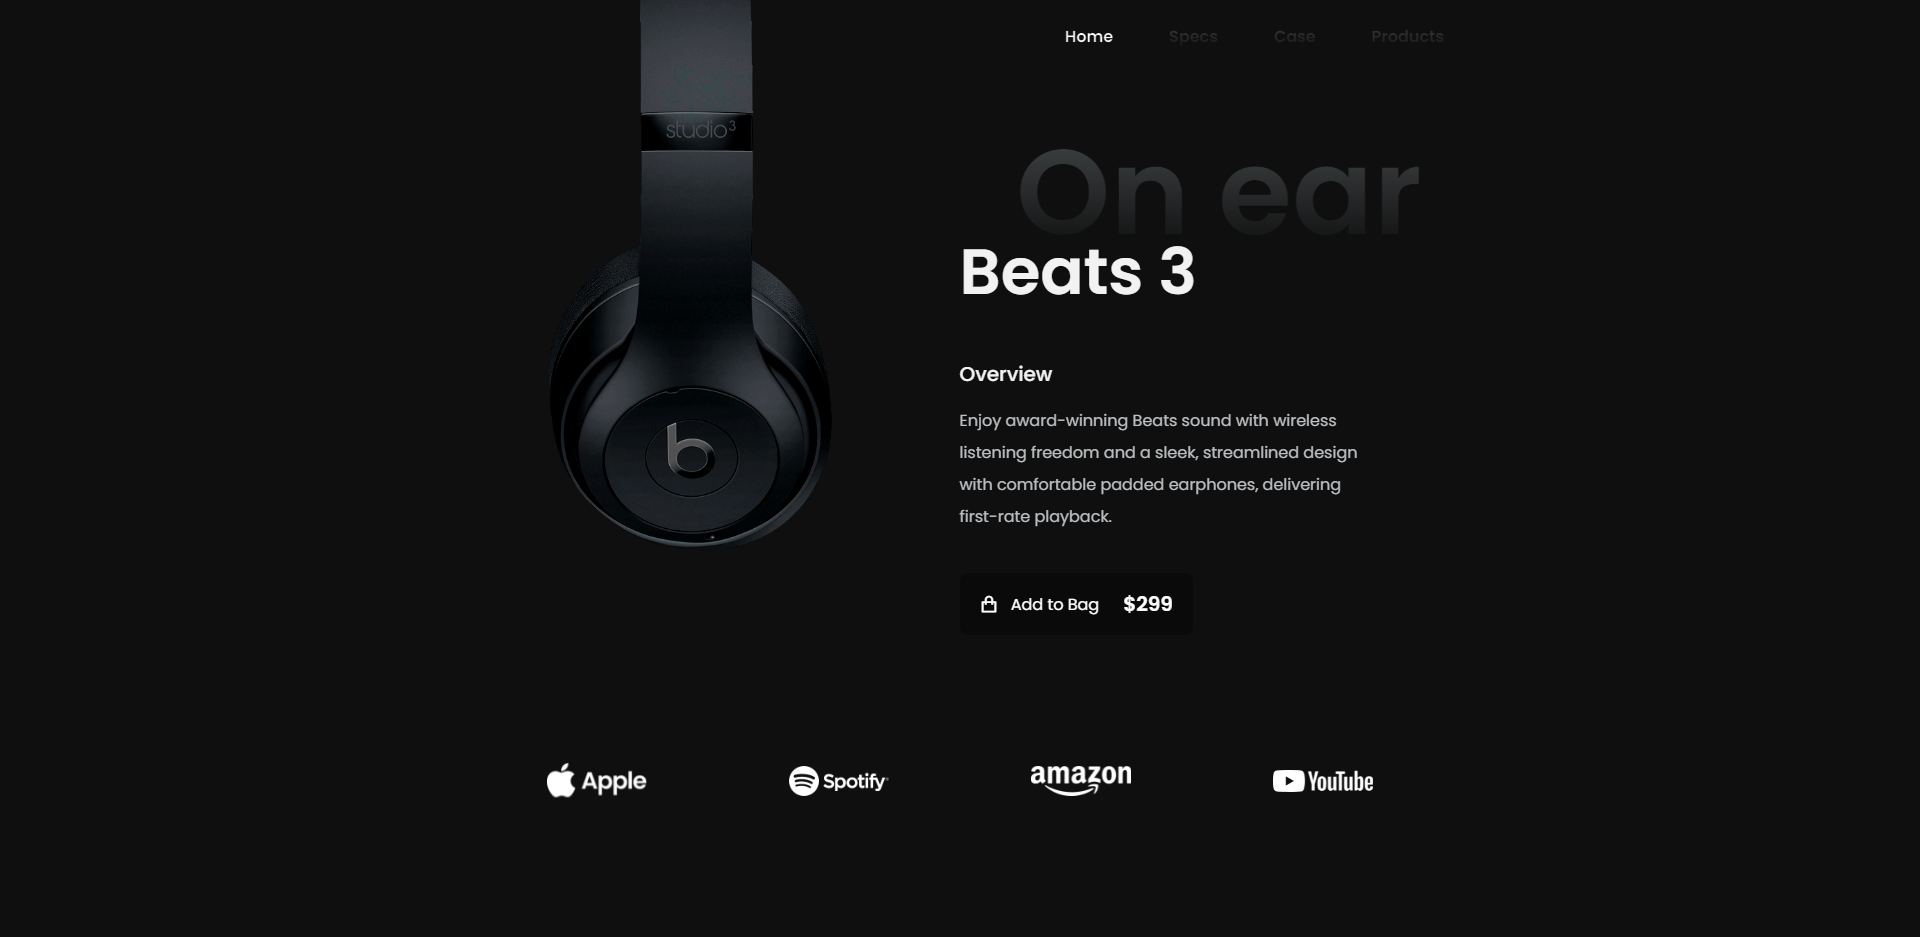 Home Specs Case Products
studio3
On ear
Beats 3
Overview
Enjoy award-winning Beats sound with wireless
listening freedom and a sleek, streamlined design
with comfortable padded earphones, delivering
first-rate playback.
b
Add to Bag $299
Apple Spotify amazon YouTube